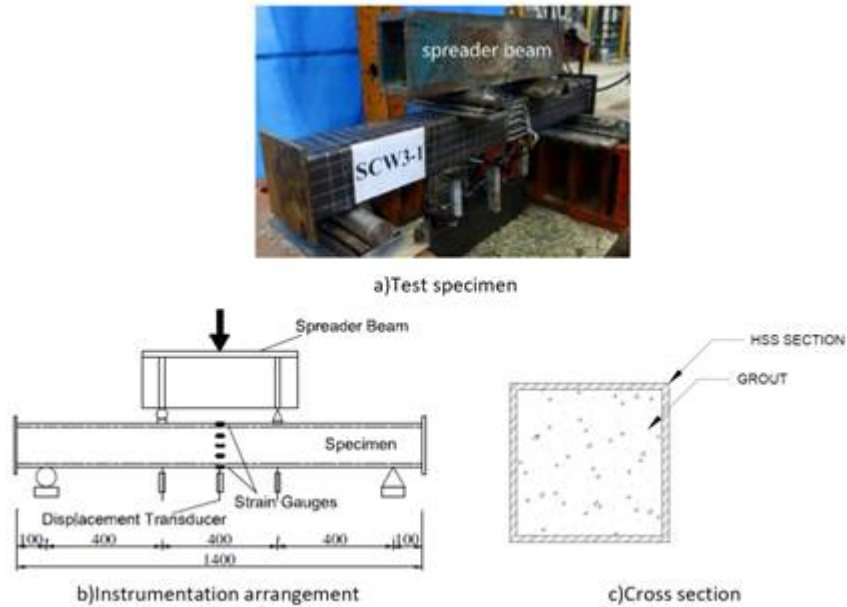 spreader beam
SCW3-1
a)Test specimen
Spreader Beam
Specimen
Strain Gauges
Displacement Transducer
100 400 400 400 100
1400
b)Instrumentation arrangement
HSS SECTION
GROUT
c)Cross section